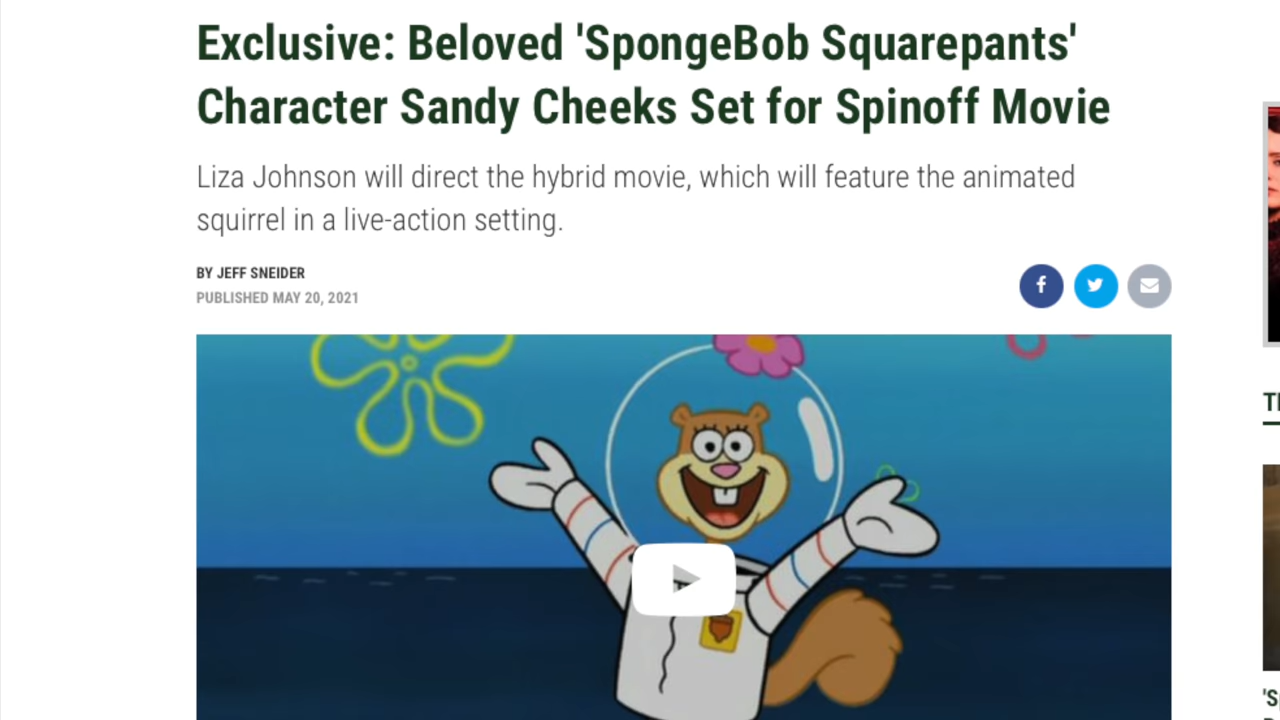 Exclusive: Beloved 'SpongeBob Squarepants'
Character Sandy Cheeks Set for Spinoff Movie
Liza Johnson will direct the hybrid movie, which will feature the animated
squirrel in a live-action setting.
BY JEFF SNEIDER
PUBLISHED MAY 20, 2021